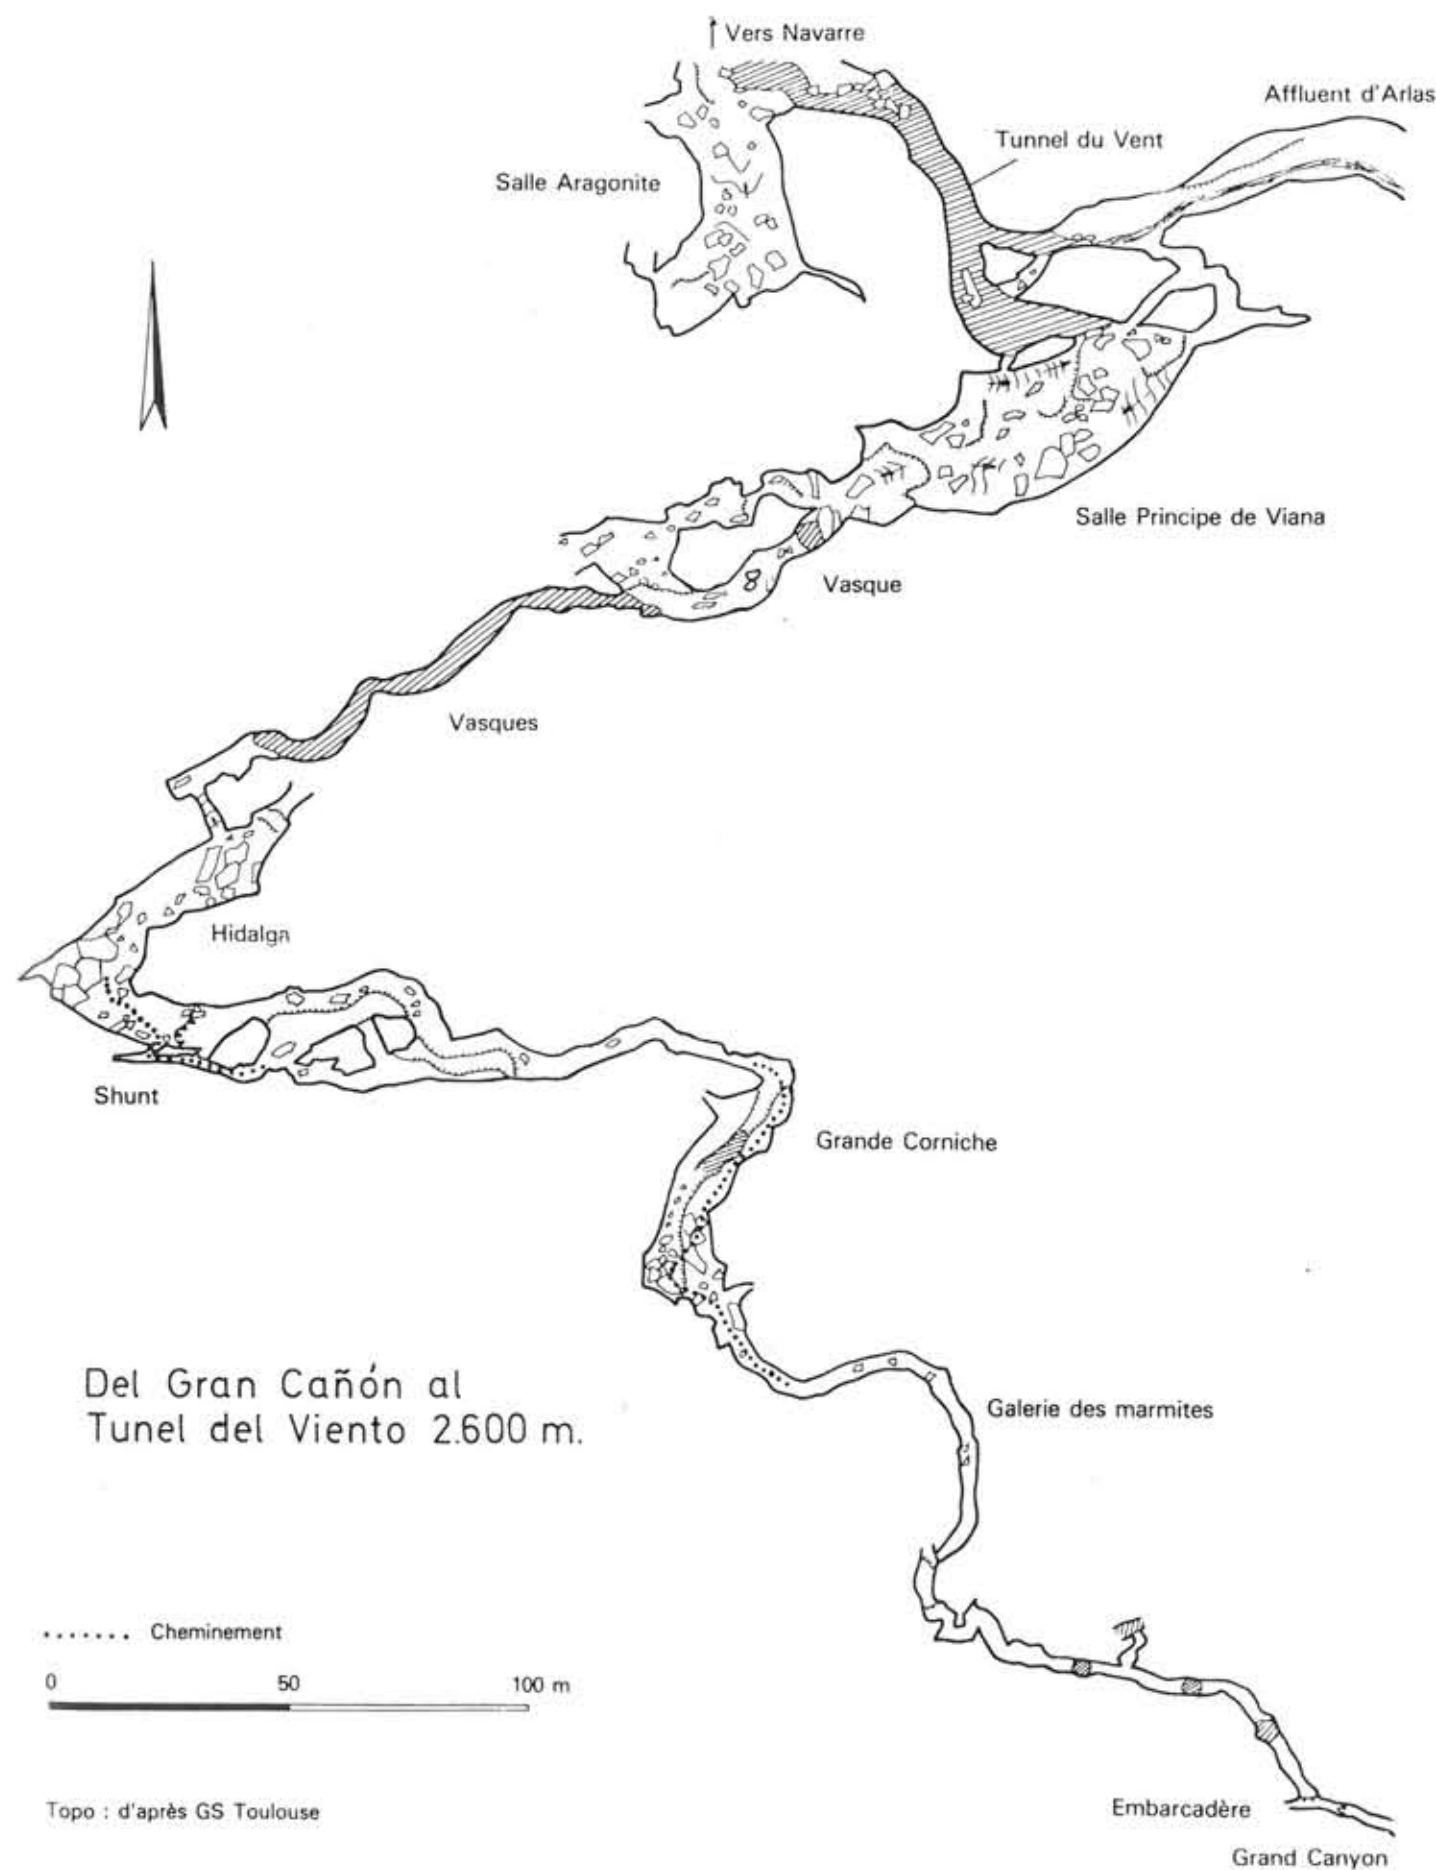 Vers Navarre
Affluent d'Arlas
Tunnel du Vent
Salle Aragonite
Salle Principe de Viana
Vasque
Vasques
Hidalga
Shunt
Grande Corniche
Del Gran Cañón al
Tunel del Viento 2.600 m.
Galerie des marmites
Cheminement
0 50 100 m
Topo : d'après GS Toulouse
Embarcadère
Grand Canyon